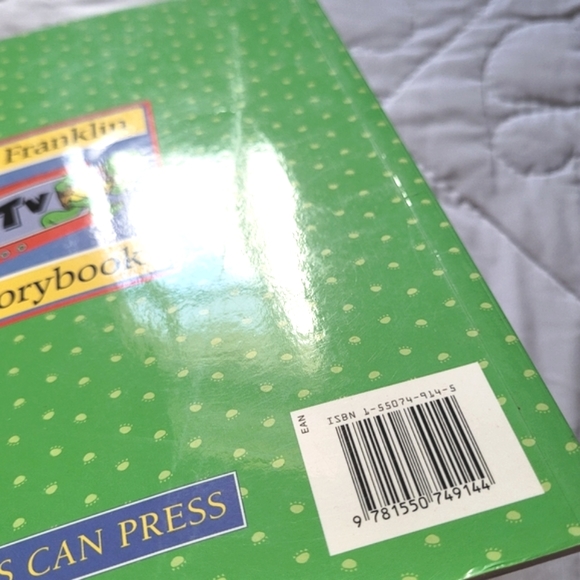 Franklin
TV
orybook
EAN
ISBN 1-55074-914-5
9 781550 749144
S CAN PRESS